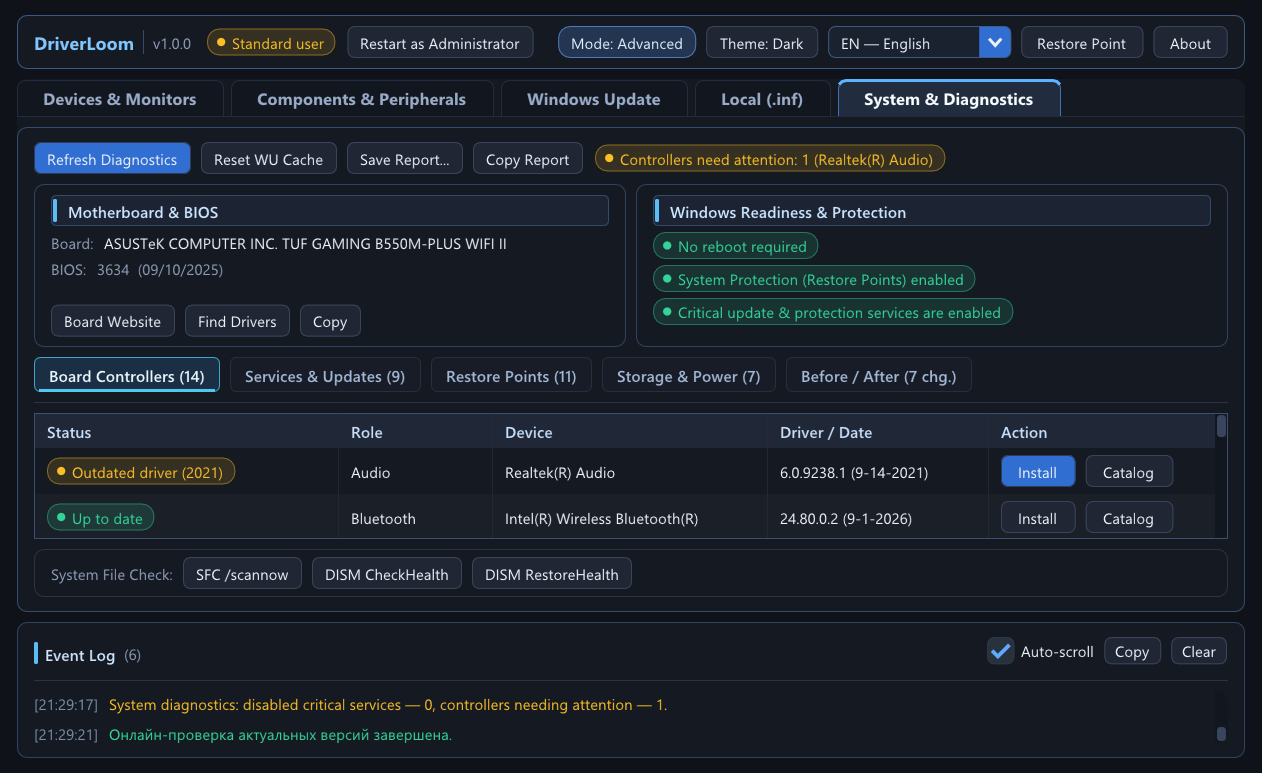 DriverLoom v1.0.0 Standard user Restart as Administrator Mode: Advanced Theme: Dark EN — English Restore Point About
Devices & Monitors Components & Peripherals Windows Update Local (.inf) System & Diagnostics
Refresh Diagnostics Reset WU Cache Save Report... Copy Report Controllers need attention: 1 (Realtek(R) Audio)
Motherboard & BIOS
Board: ASUSTeK COMPUTER INC. TUF GAMING B550M-PLUS WIFI II
BIOS: 3634 (09/10/2025)
Board Website Find Drivers Copy
Windows Readiness & Protection
No reboot required
System Protection (Restore Points) enabled
Critical update & protection services are enabled
Board Controllers (14) Services & Updates (9) Restore Points (11) Storage & Power (7) Before / After (7 chg.)
Status Role Device Driver / Date Action
Outdated driver (2021) Audio Realtek(R) Audio 6.0.9238.1 (9-14-2021) Install Catalog
Up to date Bluetooth Intel(R) Wireless Bluetooth(R) 24.80.0.2 (9-1-2026) Install Catalog
System File Check: SFC /scannow DISM CheckHealth DISM RestoreHealth
Event Log (6) Auto-scroll Copy Clear
[21:29:17] System diagnostics: disabled critical services — 0, controllers needing attention — 1.
[21:29:21] Онлайн-проверка актуальных версий завершена.